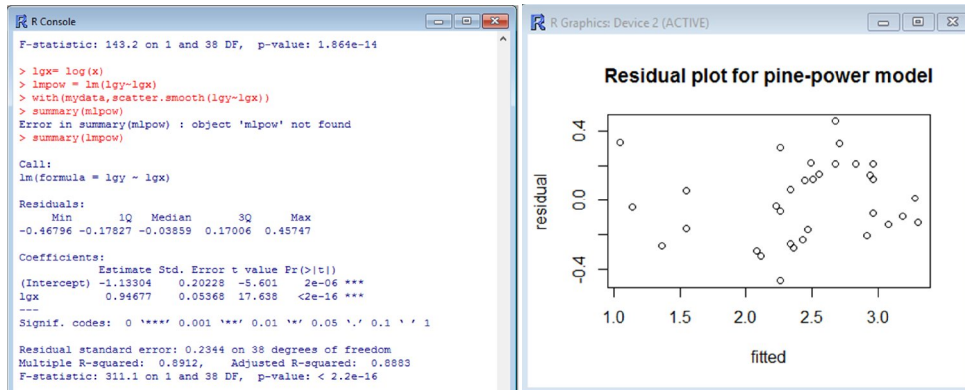 R Console
F-statistic: 143.2 on 1 and 38 DF,  p-value: 1.864e-14
> lgx= log(x)
> lmpow = lm(lgy~lgx)
> with(mydata,scatter.smooth(lgy~lgx))
> summary(mlpow)
Error in summary(mlpow) : object 'mlpow' not found
> summary(lmpow)
Call:
lm(formula = lgy ~ lgx)
Residuals:
     Min       1Q   Median       3Q      Max
-0.46796 -0.17827 -0.03859  0.17006  0.45747
Coefficients:
            Estimate Std. Error t value Pr(>|t|)
(Intercept) -1.13304    0.20228  -5.601    2e-06 ***
lgx          0.94677    0.05368  17.638   <2e-16 ***
---
Signif. codes:  0 '***' 0.001 '**' 0.01 '*' 0.05 '.' 0.1 ' ' 1
Residual standard error: 0.2344 on 38 degrees of freedom
Multiple R-squared:  0.8912,    Adjusted R-squared:  0.8883
F-statistic: 311.1 on 1 and 38 DF,  p-value: < 2.2e-16
R Graphics: Device 2 (ACTIVE)
Residual plot for pine-power model
residual
0.4
0.0
-0.4
1.0 1.5 2.0 2.5 3.0
fitted